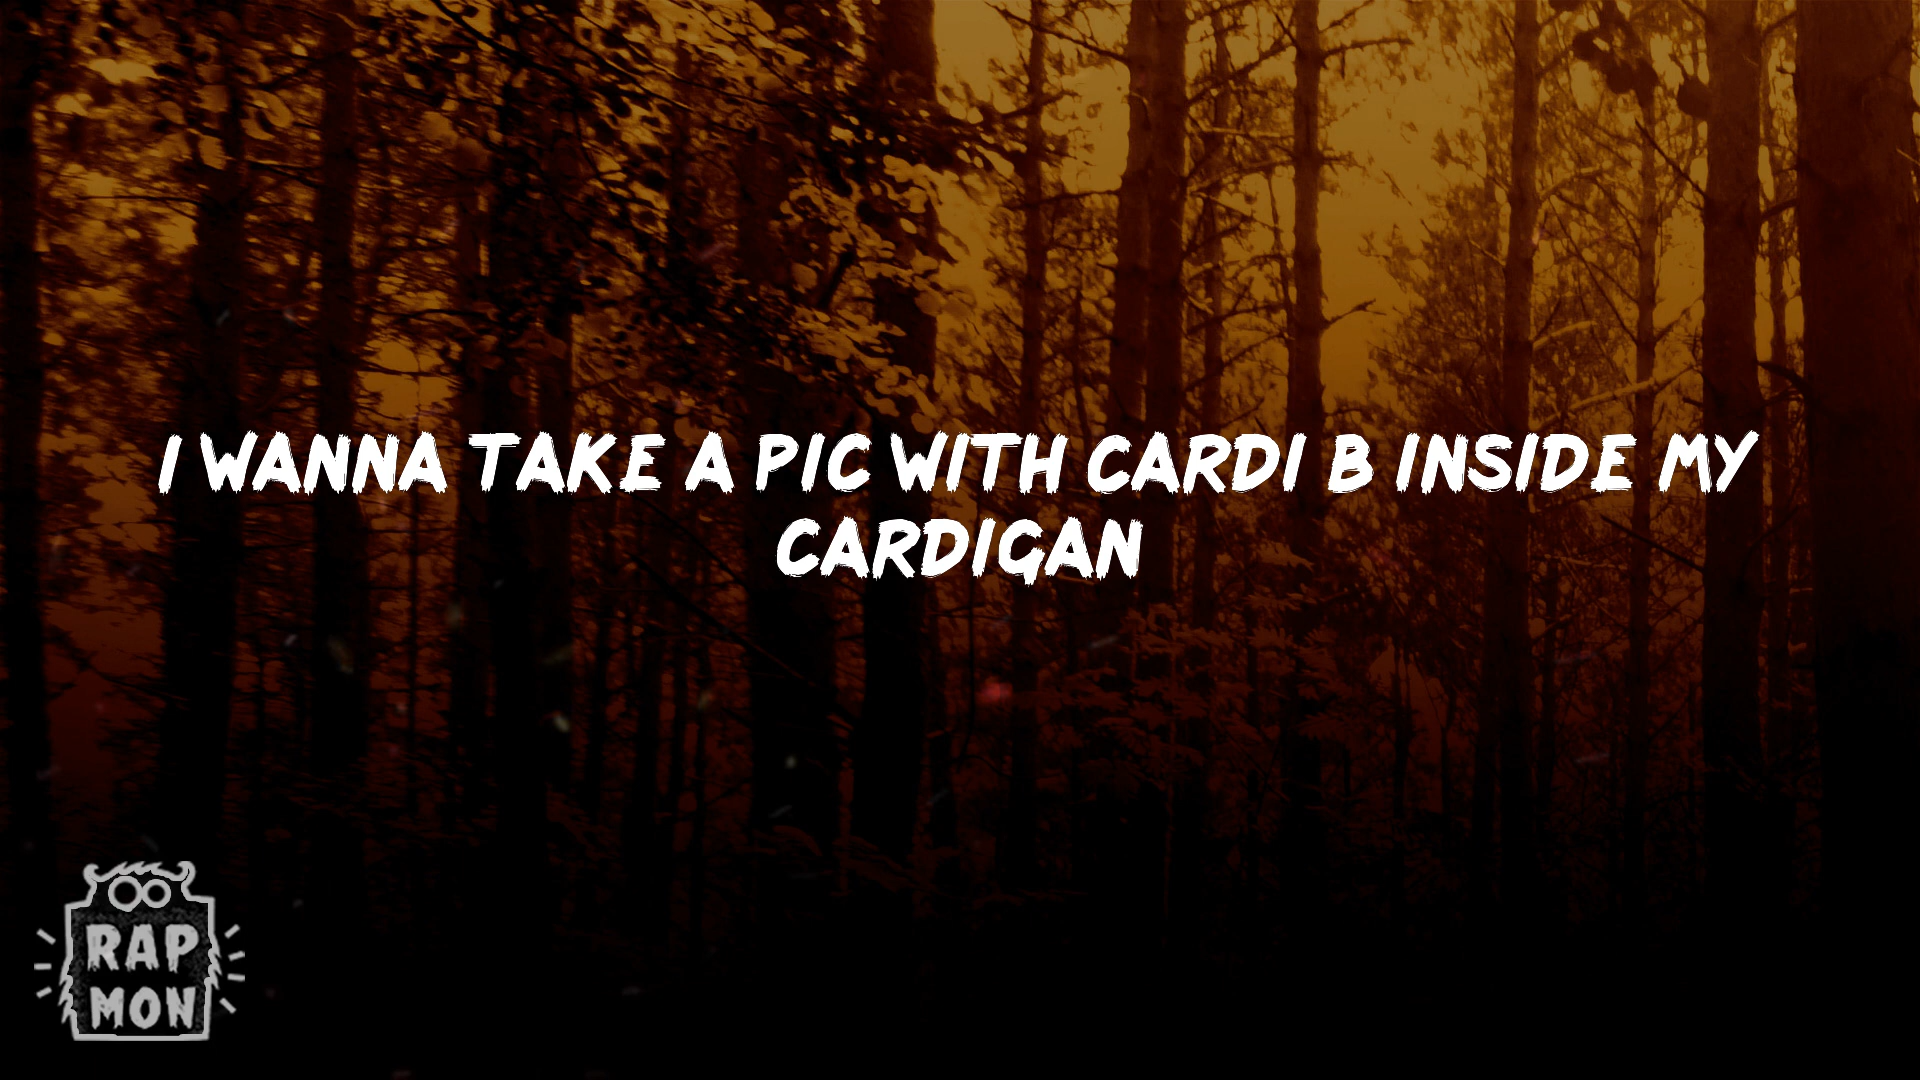 I WANNA TAKE A PIC WITH CARDI B INSIDE MY
CARDIGAN
RAP
MON